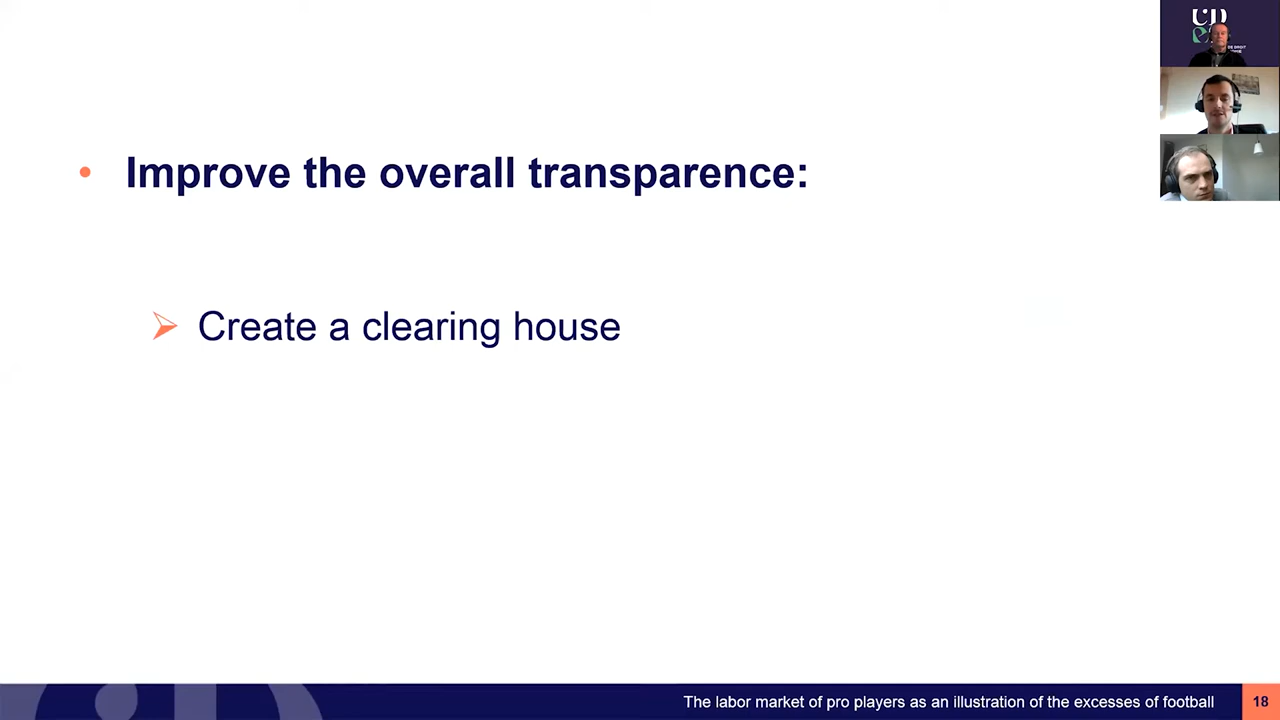 Improve the overall transparence:
Create a clearing house
The labor market of pro players as an illustration of the excesses of football
18